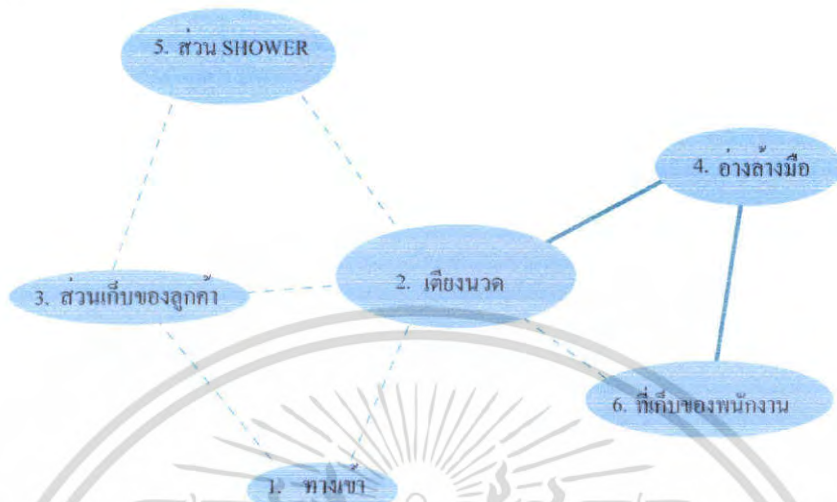 5. ส่วน SHOWER
4. อ่างล้างมือ
2. เตียงนวด
3. ส่วนเก็บของลูกค้า
6. ที่เก็บของพนักงาน
1. ทางเข้า